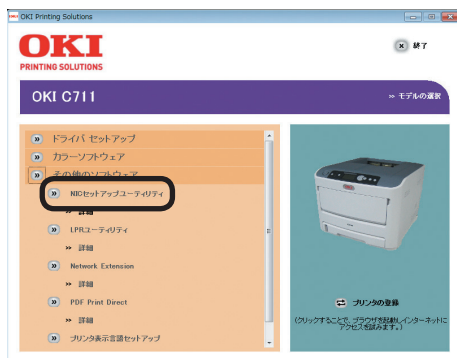 OKI Printing Solutions
OKI
PRINTING SOLUTIONS
終了
OKI C711
モデルの選択
ドライバ セットアップ
カラーソフトウェア
その他のソフトウェア
NICセットアップユーティリティ
詳細
LPRユーティリティ
詳細
Network Extension
詳細
PDF Print Direct
詳細
プリンタ表示言語セットアップ
プリンタの登録
(クリックすることで、ブラウザを起動しインターネットに
アクセスを試みます。)